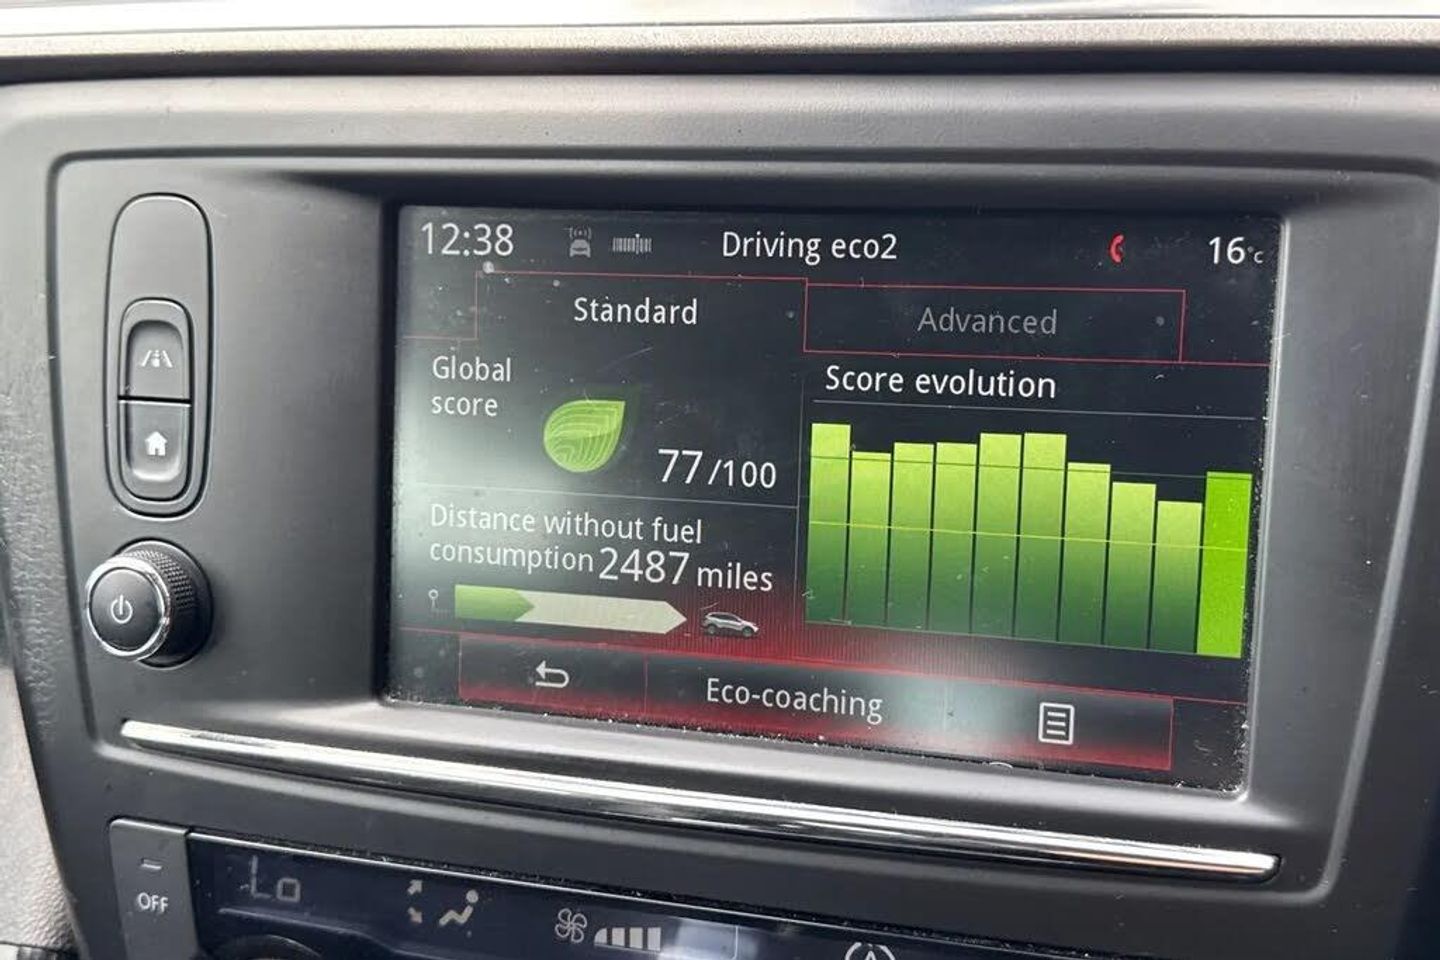 12:38
Driving eco2
16°c
Standard
Advanced
Global
score
77/100
Score evolution
Distance without fuel
consumption 2487 miles
Eco-coaching
OFF
Lo